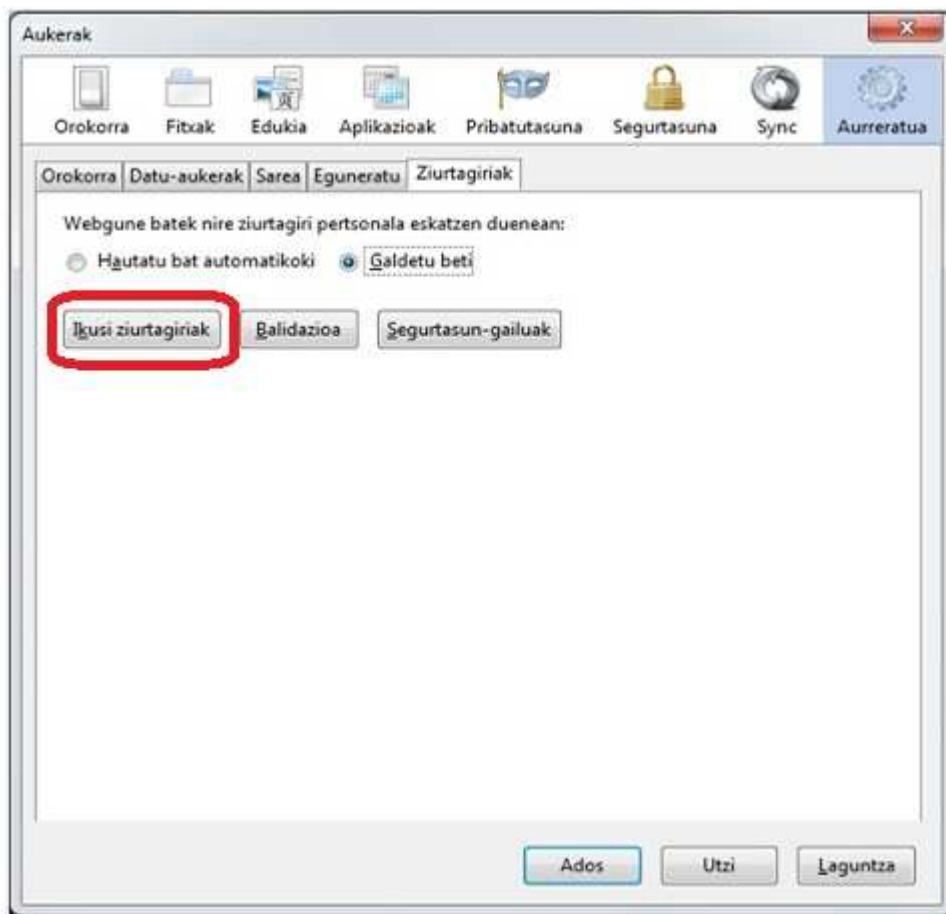 Aukerak
Orokorra Fitxak Edukia Aplikazioak Pribatutasuna Segurtasuna Sync Aurreratua
Orokorra Datu-aukerak Sarea Eguneratu Ziurtagiriak
Webgune batek nire ziurtagiri pertsonala eskatzen duenean:
Hautatu bat automatikoki Galdetu beti
Ikusi ziurtagiriak Balidazioa Segurtasun-gailuak
Ados Utzi Laguntza